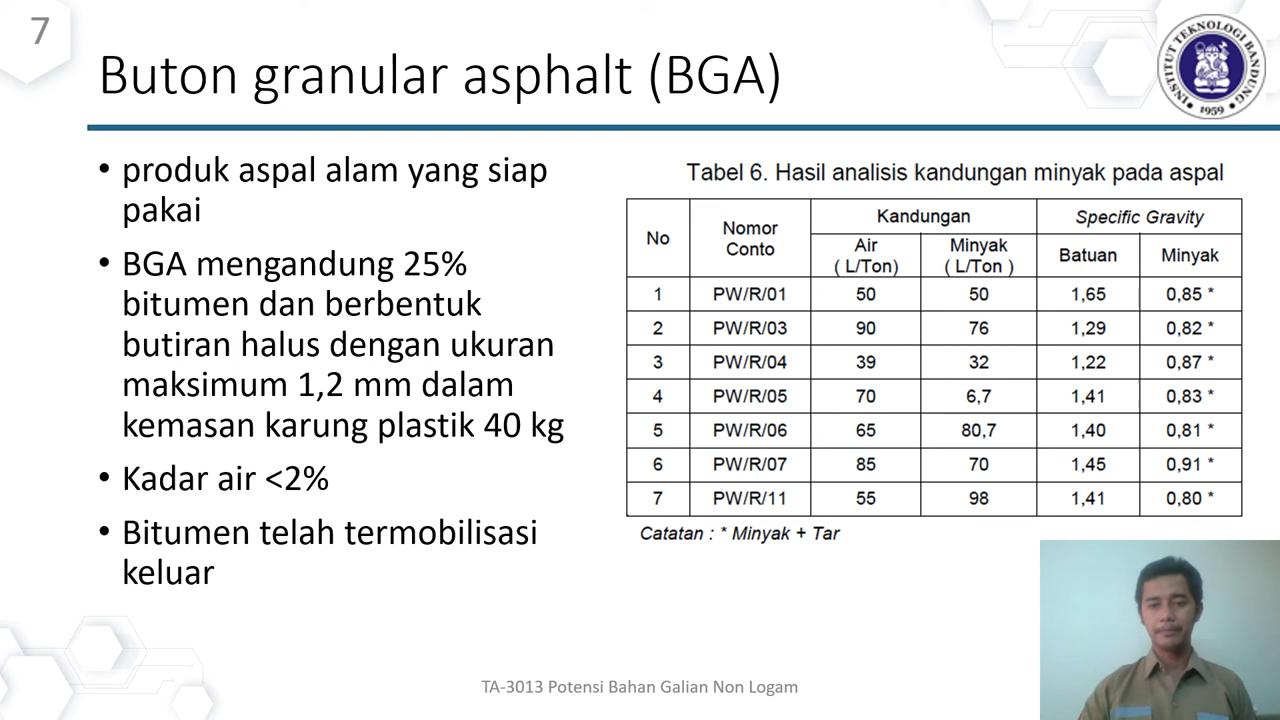 7
Buton granular asphalt (BGA)
INSTITUT TEKNOLOGI BANDUNG
1959
• produk aspal alam yang siap
pakai
• BGA mengandung 25%
bitumen dan berbentuk
butiran halus dengan ukuran
maksimum 1,2 mm dalam
kemasan karung plastik 40 kg
• Kadar air <2%
• Bitumen telah termobilisasi
keluar
Tabel 6. Hasil analisis kandungan minyak pada aspal
No Nomor Conto Kandungan Specific Gravity
Air ( L/Ton) Minyak ( L/Ton ) Batuan Minyak
1 PW/R/01 50 50 1,65 0,85 *
2 PW/R/03 90 76 1,29 0,82 *
3 PW/R/04 39 32 1,22 0,87 *
4 PW/R/05 70 6,7 1,41 0,83 *
5 PW/R/06 65 80,7 1,40 0,81 *
6 PW/R/07 85 70 1,45 0,91 *
7 PW/R/11 55 98 1,41 0,80 *
Catatan : * Minyak + Tar
TA-3013 Potensi Bahan Galian Non Logam